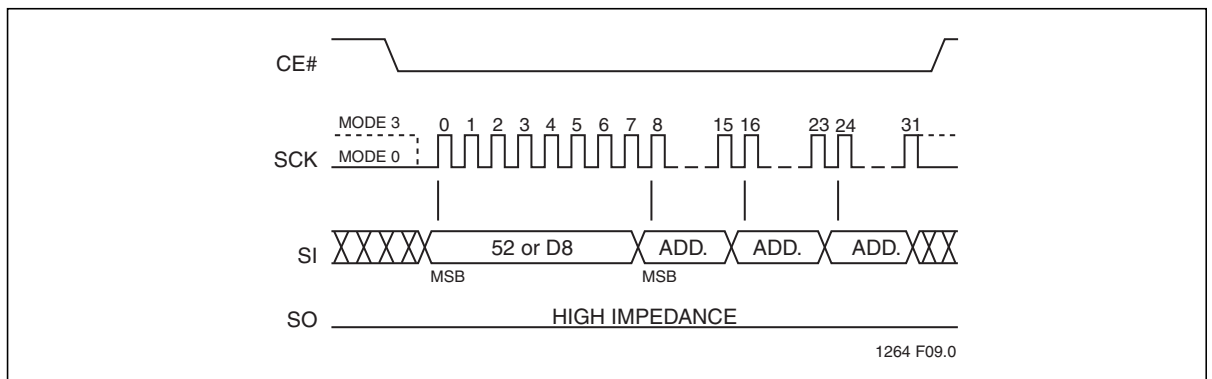 CE#
MODE 3
0 1 2 3 4 5 6 7 8 15 16 23 24 31
SCK MODE 0
SI 52 or D8 ADD. ADD. ADD.
MSB MSB
SO HIGH IMPEDANCE
1264 F09.0